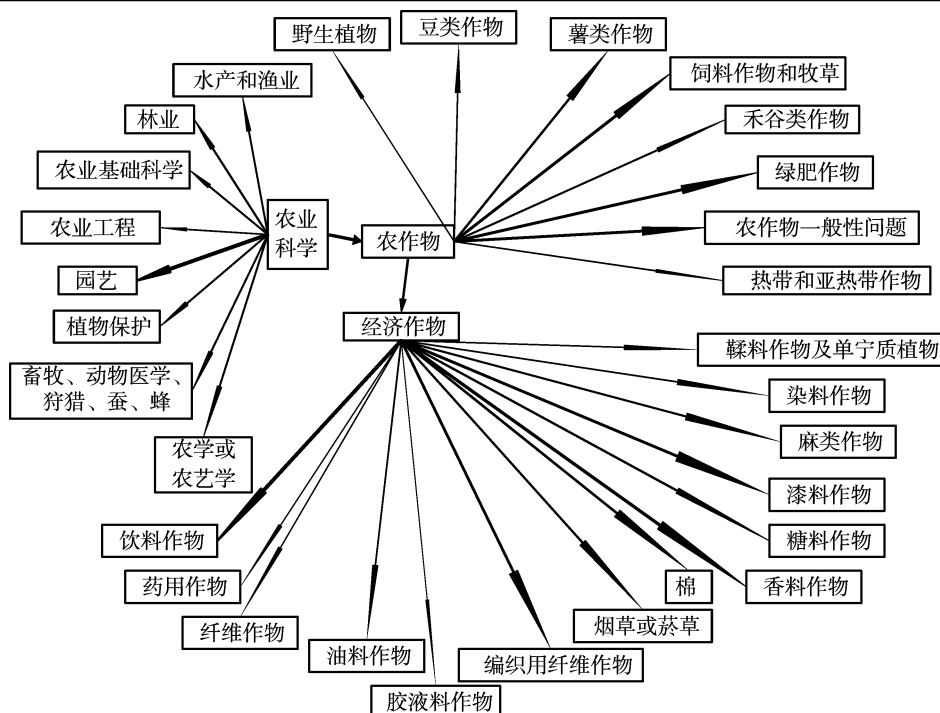 野生植物
豆类作物
薯类作物
水产和渔业
饲料作物和牧草
林业
禾谷类作物
农业基础科学
绿肥作物
农业工程
农业
科学
农作物
农作物一般性问题
园艺
热带和亚热带作物
植物保护
经济作物
鞣料作物及单宁质植物
畜牧、动物医学、
狩猎、蚕、蜂
染料作物
农学或
农艺学
麻类作物
漆料作物
饮料作物
糖料作物
药用作物
棉
香料作物
纤维作物
烟草或菸草
油料作物
编织用纤维作物
胶液料作物